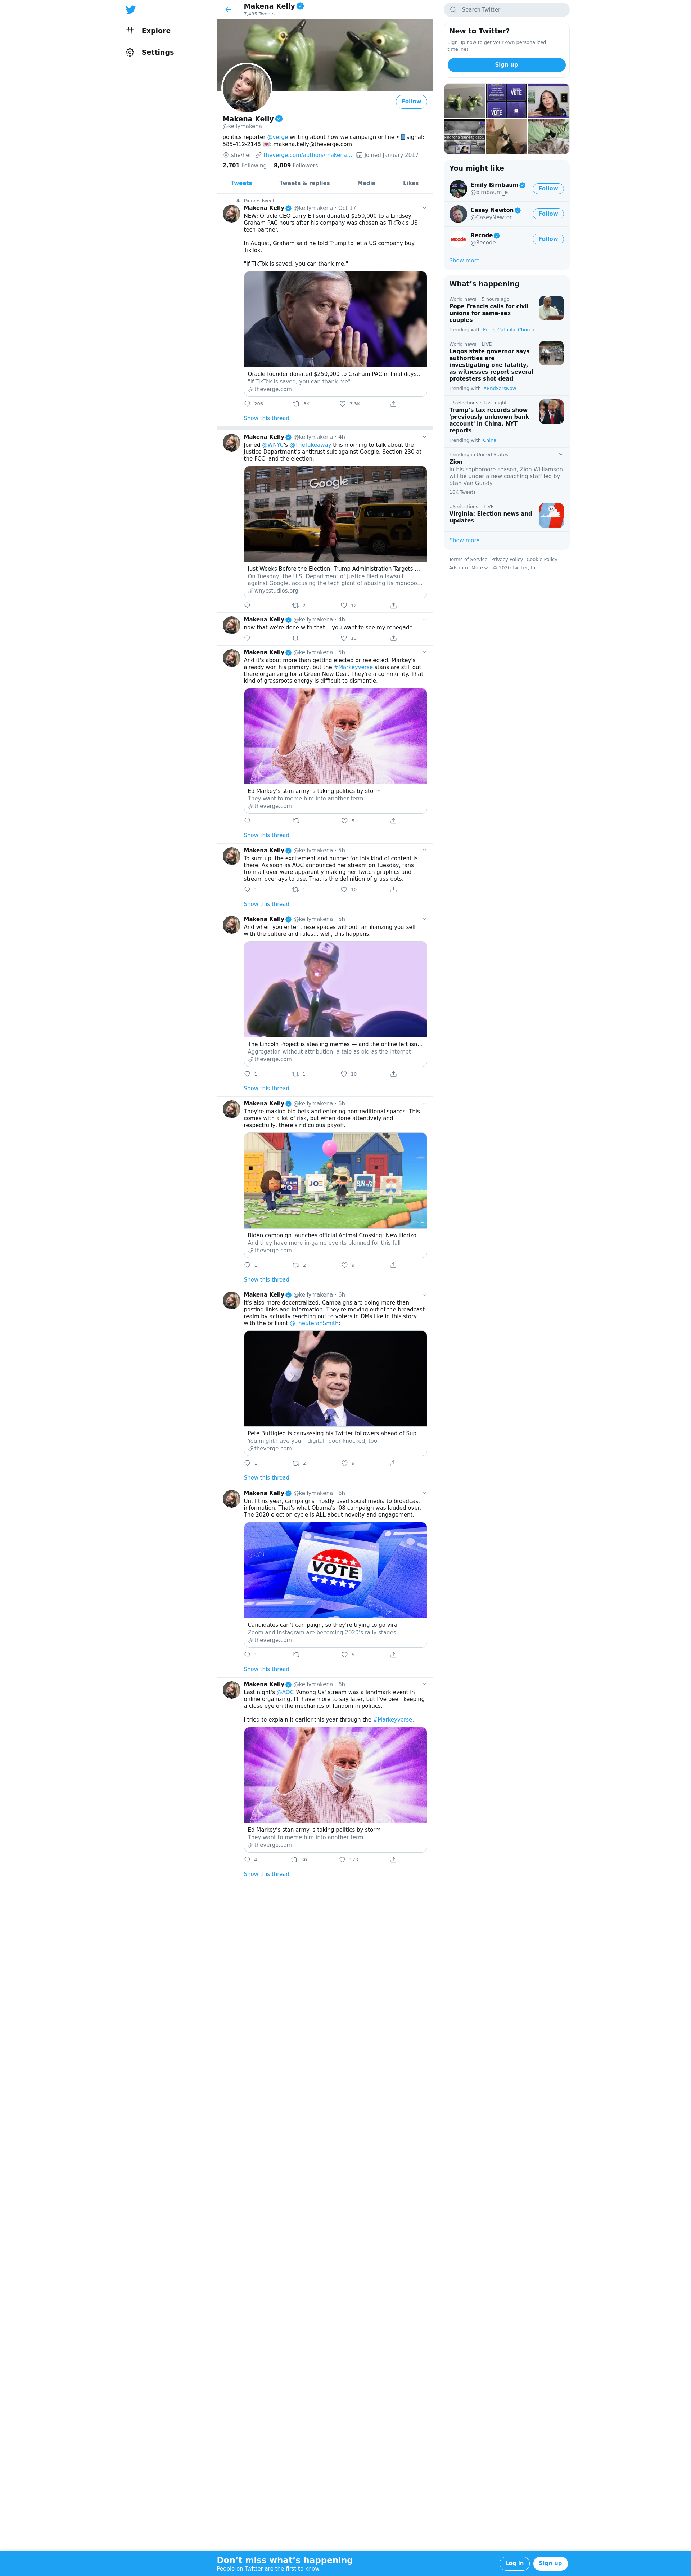 Explore
Settings
Makena Kelly
7,485 Tweets
Follow
Makena Kelly
@kellymakena
politics reporter @verge writing about how we campaign online • 📱signal:
585-412-2148 💌: makena.kelly@theverge.com
she/her theverge.com/authors/makena… Joined January 2017
2,701 Following 8,009 Followers
Tweets Tweets & replies Media Likes
Pinned Tweet
Makena Kelly @kellymakena · Oct 17
NEW: Oracle CEO Larry Ellison donated $250,000 to a Lindsey
Graham PAC hours after his company was chosen as TikTok's US
tech partner.
In August, Graham said he told Trump to let a US company buy
TikTok.
"If TikTok is saved, you can thank me."
Oracle founder donated $250,000 to Graham PAC in final days…
"If TikTok is saved, you can thank me"
theverge.com
206 3K 3.3K
Show this thread
Makena Kelly @kellymakena · 4h
Joined @WNYC's @TheTakeaway this morning to talk about the
Justice Department's antitrust suit against Google, Section 230 at
the FCC, and the election:
Google
Just Weeks Before the Election, Trump Administration Targets …
On Tuesday, the U.S. Department of Justice filed a lawsuit
against Google, accusing the tech giant of abusing its monopo…
wnycstudios.org
2 12
Makena Kelly @kellymakena · 4h
now that we're done with that... you want to see my renegade
13
Makena Kelly @kellymakena · 5h
And it's about more than getting elected or reelected. Markey's
already won his primary, but the #Markeyverse stans are still out
there organizing for a Green New Deal. They're a community. That
kind of grassroots energy is difficult to dismantle.
Ed Markey's stan army is taking politics by storm
They want to meme him into another term
theverge.com
5
Show this thread
Makena Kelly @kellymakena · 5h
To sum up, the excitement and hunger for this kind of content is
there. As soon as AOC announced her stream on Tuesday, fans
from all over were apparently making her Twitch graphics and
stream overlays to use. That is the definition of grassroots.
1 1 10
Show this thread
Makena Kelly @kellymakena · 5h
And when you enter these spaces without familiarizing yourself
with the culture and rules... well, this happens.
The Lincoln Project is stealing memes — and the online left isn…
Aggregation without attribution, a tale as old as the internet
theverge.com
1 1 10
Show this thread
Makena Kelly @kellymakena · 6h
They're making big bets and entering nontraditional spaces. This
comes with a lot of risk, but when done attentively and
respectfully, there's ridiculous payoff.
JOE
Biden campaign launches official Animal Crossing: New Horizo…
And they have more in-game events planned for this fall
theverge.com
1 2 9
Show this thread
Makena Kelly @kellymakena · 6h
It's also more decentralized. Campaigns are doing more than
posting links and information. They're moving out of the broadcast-
realm by actually reaching out to voters in DMs like in this story
with the brilliant @TheStefanSmith:
Pete Buttigieg is canvassing his Twitter followers ahead of Sup…
You might have your "digital" door knocked, too
theverge.com
1 2 9
Show this thread
Makena Kelly @kellymakena · 6h
Until this year, campaigns mostly used social media to broadcast
information. That's what Obama's '08 campaign was lauded over.
The 2020 election cycle is ALL about novelty and engagement.
VOTE
Candidates can't campaign, so they're trying to go viral
Zoom and Instagram are becoming 2020's rally stages.
theverge.com
1 5
Show this thread
Makena Kelly @kellymakena · 6h
Last night's @AOC 'Among Us' stream was a landmark event in
online organizing. I'll have more to say later, but I've been keeping
a close eye on the mechanics of fandom in politics.
I tried to explain it earlier this year through the #Markeyverse:
Ed Markey's stan army is taking politics by storm
They want to meme him into another term
theverge.com
4 36 173
Show this thread
Search Twitter
New to Twitter?
Sign up now to get your own personalized
timeline!
Sign up
VOTE
VOTE
You might like
Emily Birnbaum
@birnbaum_e
Follow
Casey Newton
@CaseyNewton
Follow
recode
Recode
@Recode
Follow
Show more
What's happening
World news · 5 hours ago
Pope Francis calls for civil
unions for same-sex
couples
Trending with Pope, Catholic Church
World news · LIVE
Lagos state governor says
authorities are
investigating one fatality,
as witnesses report several
protesters shot dead
Trending with #EndSarsNow
US elections · Last night
Trump's tax records show
'previously unknown bank
account' in China, NYT
reports
Trending with China
Trending in United States
Zion
In his sophomore season, Zion Williamson
will be under a new coaching staff led by
Stan Van Gundy
16K Tweets
US elections · LIVE
Virginia: Election news and
updates
Show more
Terms of Service Privacy Policy Cookie Policy
Ads info More © 2020 Twitter, Inc.
Don't miss what's happening
People on Twitter are the first to know.
Log in
Sign up